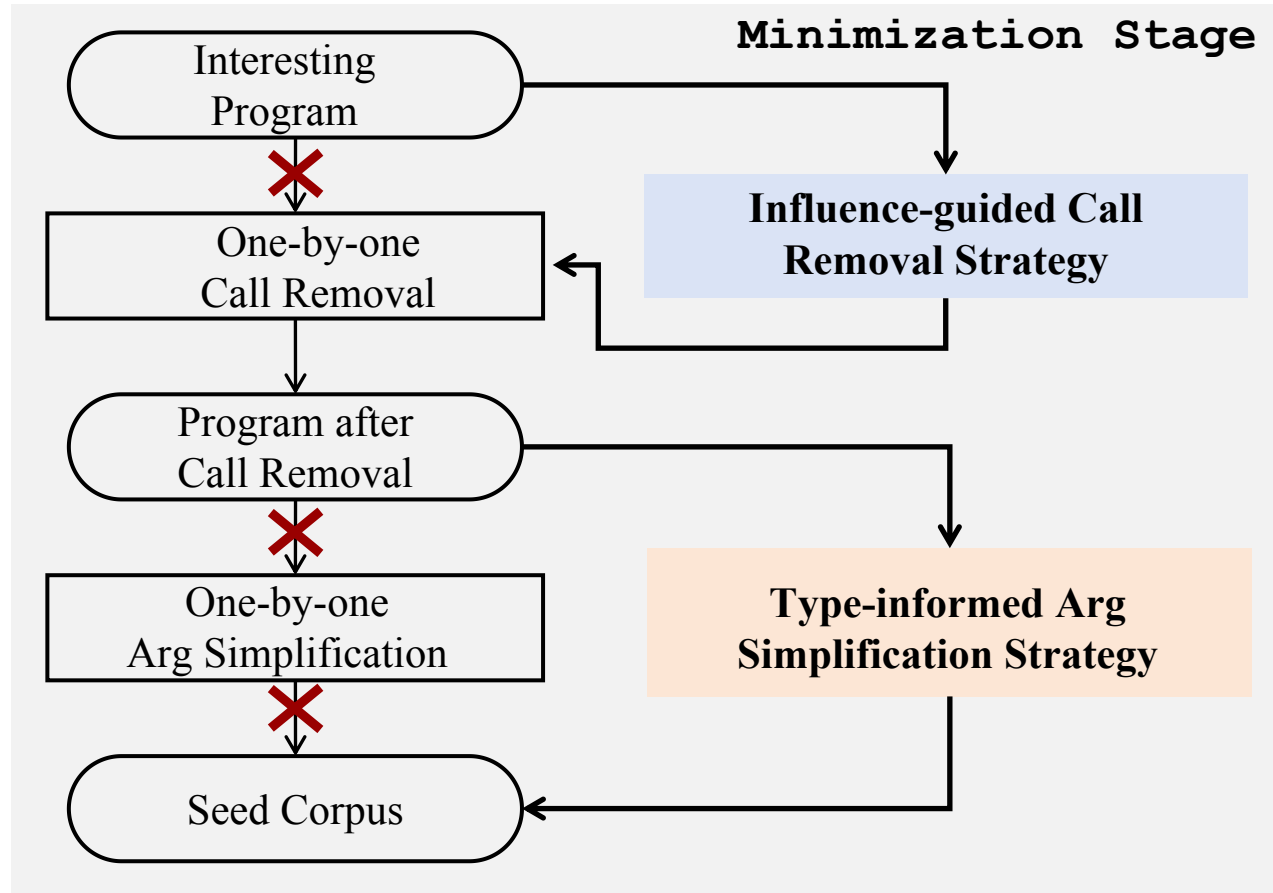 Minimization Stage
Interesting
Program
Influence-guided Call
Removal Strategy
One-by-one
Call Removal
Program after
Call Removal
Type-informed Arg
Simplification Strategy
One-by-one
Arg Simplification
Seed Corpus